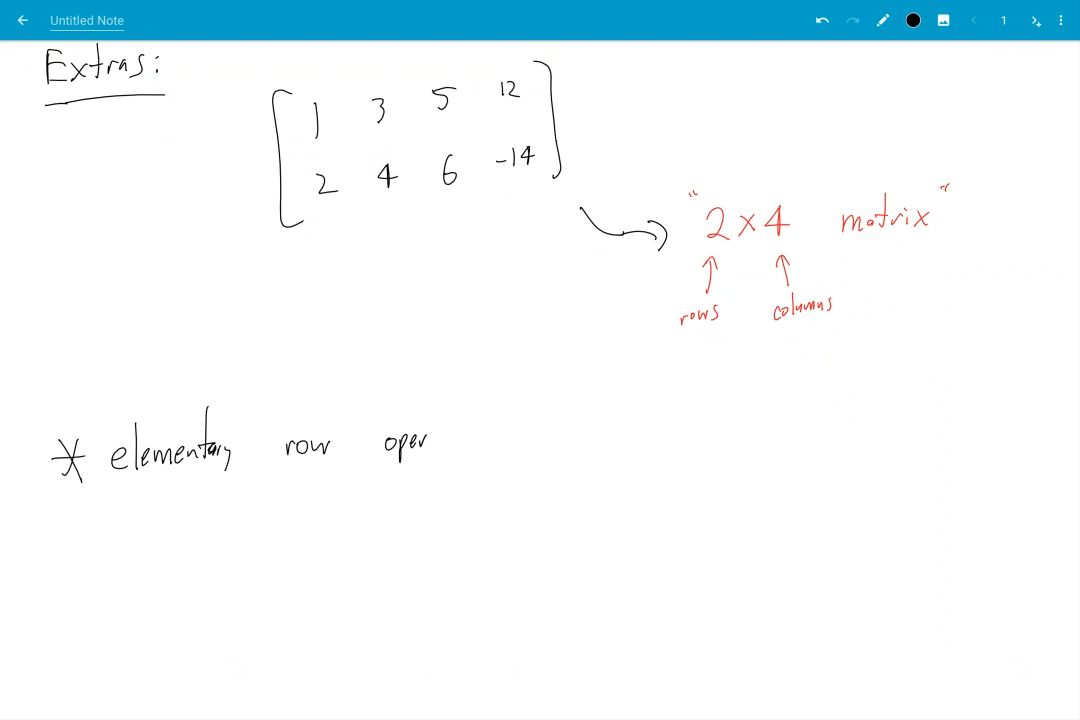 Untitled Note
1
Extras:
1 3 5 12
2 4 6 -14
"2 x 4 matrix"
rows columns
* elementary row oper